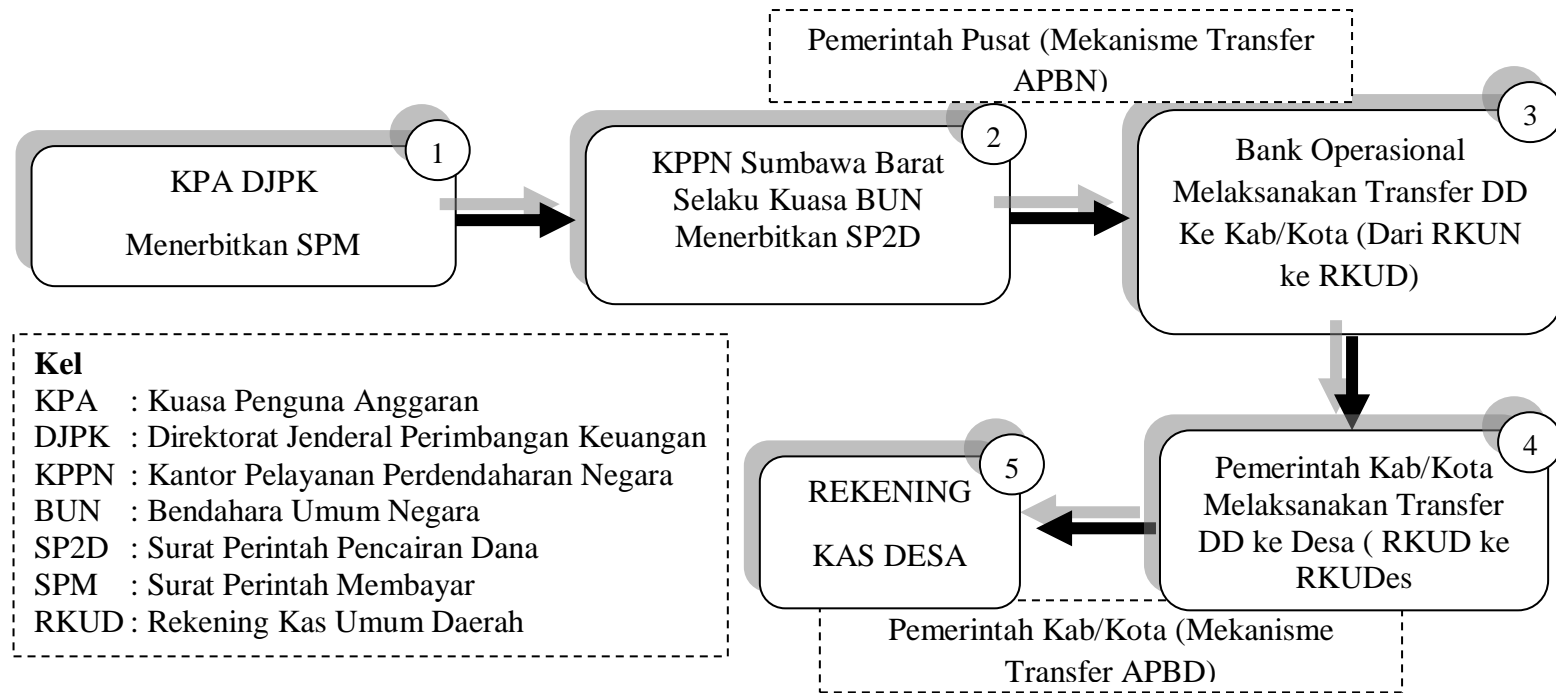 Pemerintah Pusat (Mekanisme Transfer
APBN)
1
KPA DJPK
Menerbitkan SPM
2
KPPN Sumbawa Barat
Selaku Kuasa BUN
Menerbitkan SP2D
3
Bank Operasional
Melaksanakan Transfer DD
Ke Kab/Kota (Dari RKUN
ke RKUD)
4
Pemerintah Kab/Kota
Melaksanakan Transfer
DD ke Desa ( RKUD ke
RKUDes
5
REKENING
KAS DESA
Pemerintah Kab/Kota (Mekanisme
Transfer APBD)
Kel
KPA : Kuasa Penguna Anggaran
DJPK : Direktorat Jenderal Perimbangan Keuangan
KPPN : Kantor Pelayanan Perdendaharan Negara
BUN : Bendahara Umum Negara
SP2D : Surat Perintah Pencairan Dana
SPM : Surat Perintah Membayar
RKUD : Rekening Kas Umum Daerah